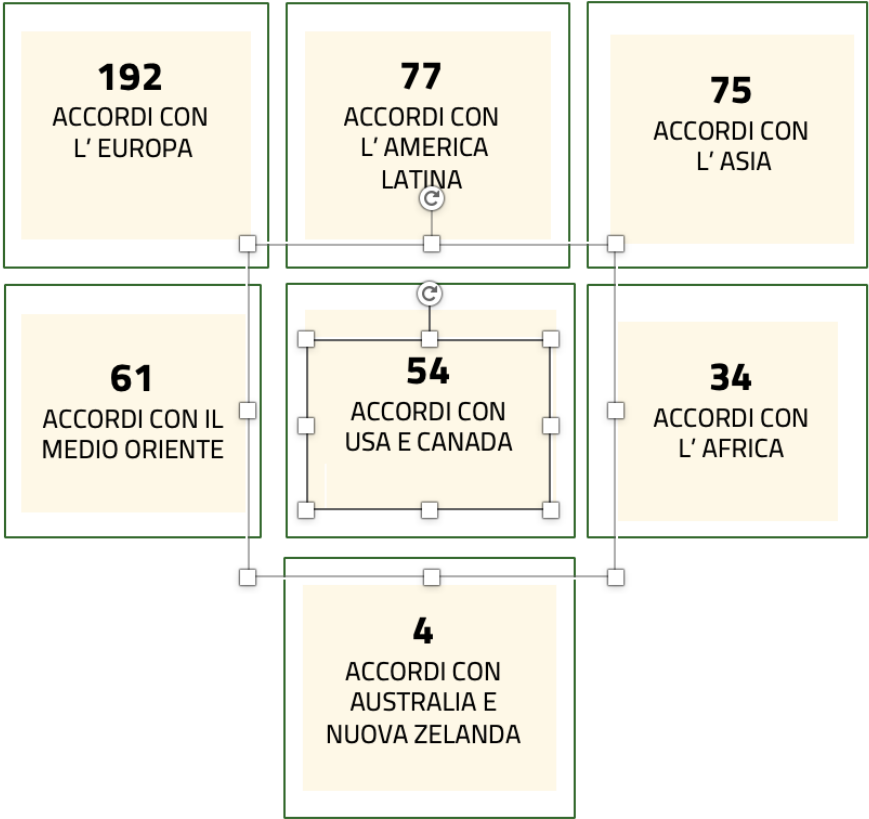 192
ACCORDI CON
L’ EUROPA
77
ACCORDI CON
L’ AMERICA
LATINA
75
ACCORDI CON
L’ ASIA
61
ACCORDI CON IL
MEDIO ORIENTE
54
ACCORDI CON
USA E CANADA
34
ACCORDI CON
L’ AFRICA
4
ACCORDI CON
AUSTRALIA E
NUOVA ZELANDA